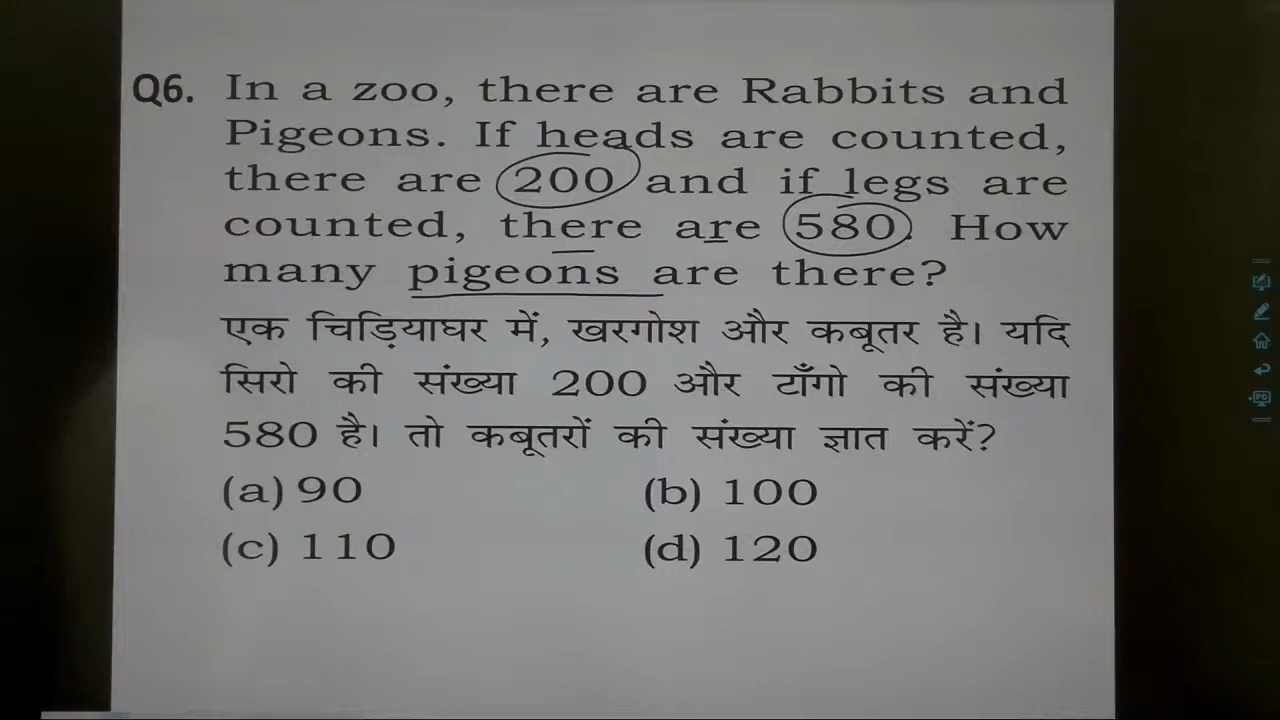 Q6. In a zoo, there are Rabbits and
Pigeons. If heads are counted,
there are 200 and if legs are
counted, there are 580. How
many pigeons are there?
एक चिड़ियाघर में, खरगोश और कबूतर है। यदि
सिरो की संख्या 200 और टाँगो की संख्या
580 है। तो कबूतरों की संख्या ज्ञात करें?
(a) 90 (b) 100
(c) 110 (d) 120